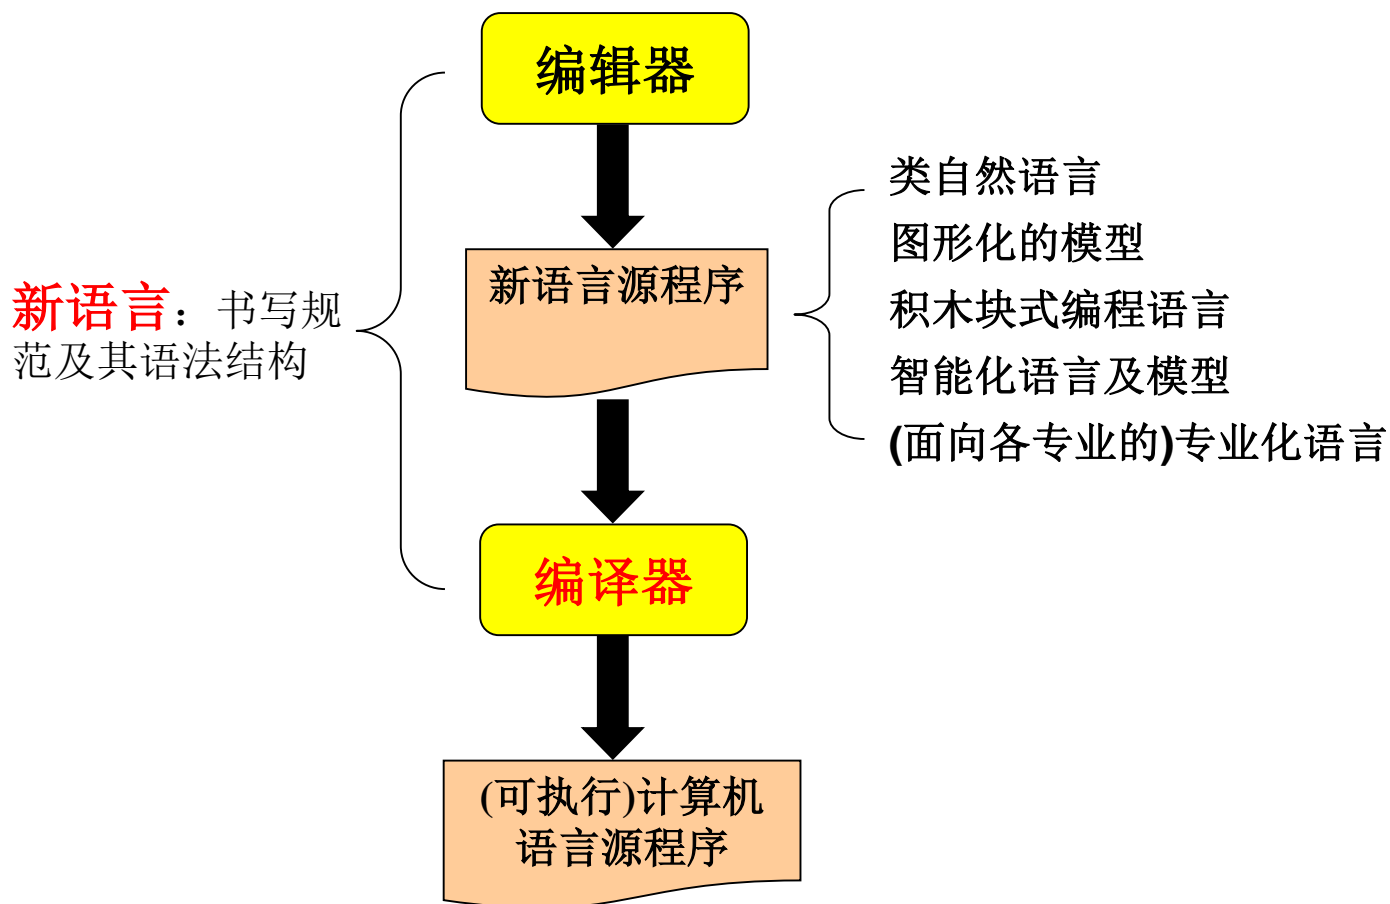 编辑器
类自然语言
图形化的模型
新语言源程序
新语言：书写规
范及其语法结构
积木块式编程语言
智能化语言及模型
(面向各专业的)专业化语言
编译器
(可执行)计算机
语言源程序